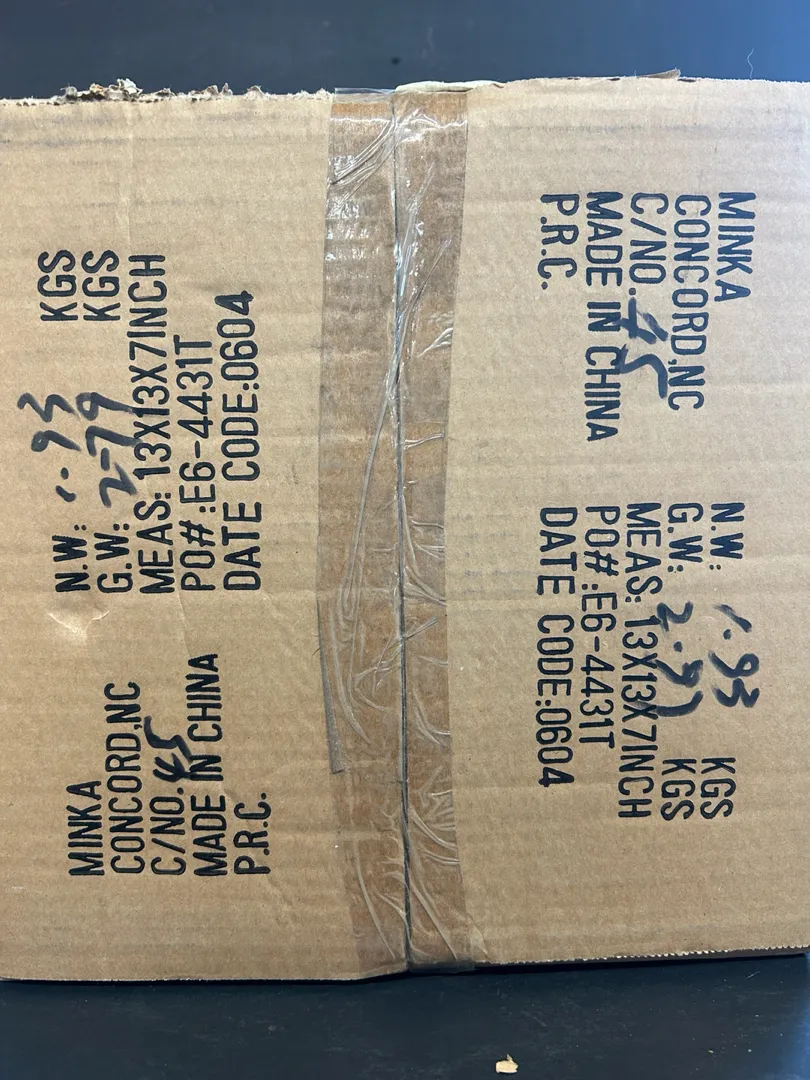 MINKA
CONCORD,NC
C/NO. 45
MADE IN CHINA
P.R.C.
N.W: 1.93 KGS
G.W: KGS
MEAS: 13X13X7INCH
PO#:E6-4431T
DATE CODE:0604
MINKA
CONCORD,NC
C/NO. 45
MADE IN CHINA
P.R.C.
N.W: 1.93 KGS
G.W: 2.79 KGS
MEAS: 13X13X7INCH
PO#:E6-4431T
DATE CODE:0604